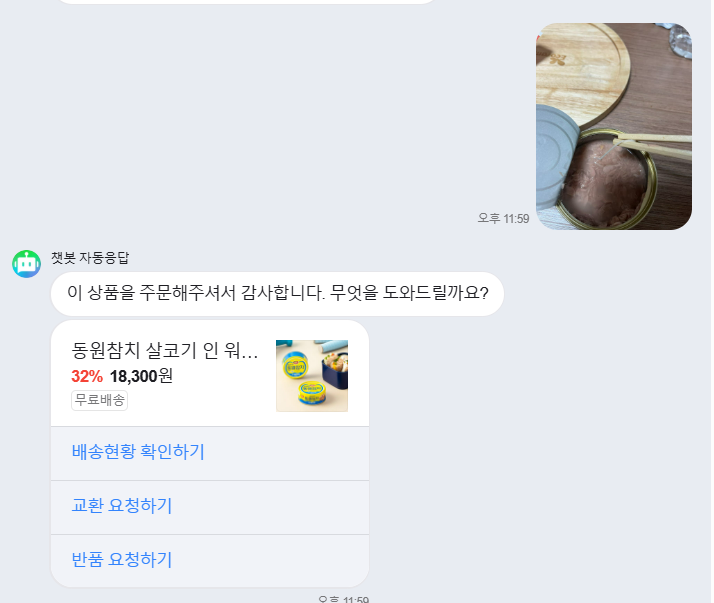 오후 11:59
챗봇 자동응답
이 상품을 주문해주셔서 감사합니다. 무엇을 도와드릴까요?
동원참치 살코기 인 워...
32% 18,300원
무료배송
배송현황 확인하기
교환 요청하기
반품 요청하기
오후 11:59